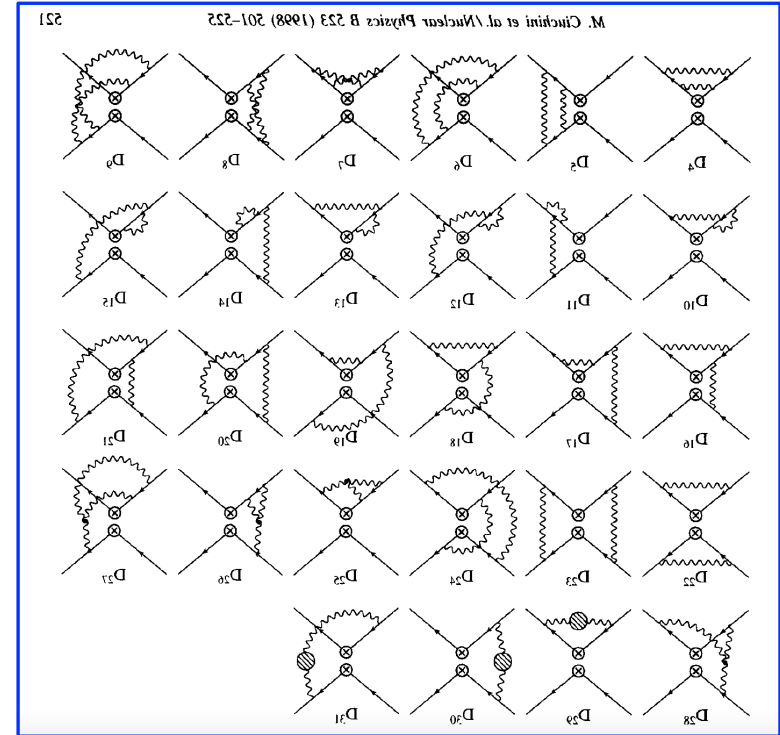 M. Ciuchini et al./Nuclear Physics B 523 (1998) 501–525 521
D4 D5 D6 D7 D8 D9
D10 D11 D12 D13 D14 D15
D16 D17 D18 D19 D20 D21
D22 D23 D24 D25 D26 D27
D28 D29 D30 D31